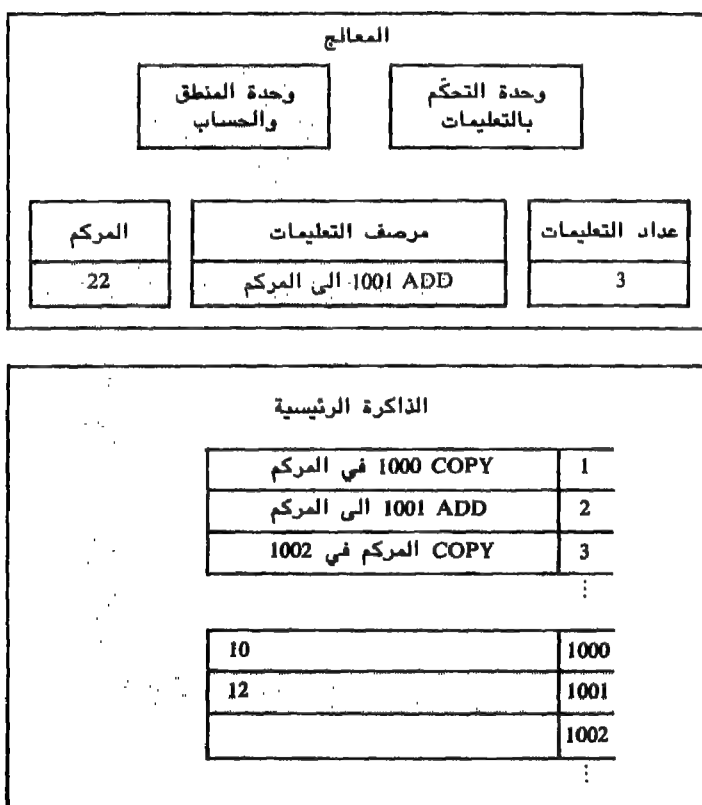 المعالج
وحدة التحكّم
بالتعليمات
وحدة المنطق
والحساب
عداد التعليمات
3
مرصف التعليمات
1001 ADD الى المركم
المركم
22
الذاكرة الرئيسية
1 1000 COPY في المركم
2 1001 ADD الى المركم
3 COPY المركم في 1002
⋮
1000 10
1001 12
1002
⋮